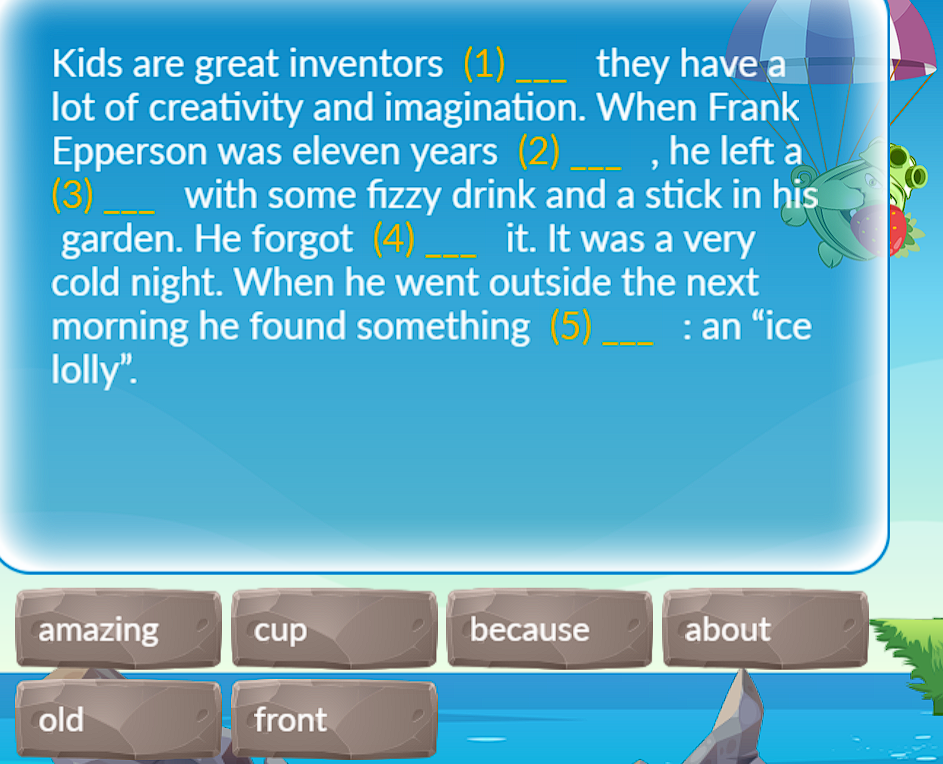 Kids are great inventors (1) ___ they have a
lot of creativity and imagination. When Frank
Epperson was eleven years (2) ___ , he left a
(3) ___ with some fizzy drink and a stick in his
garden. He forgot (4) ___ it. It was a very
cold night. When he went outside the next
morning he found something (5) ___ : an “ice
lolly”.
amazing cup because about
old front